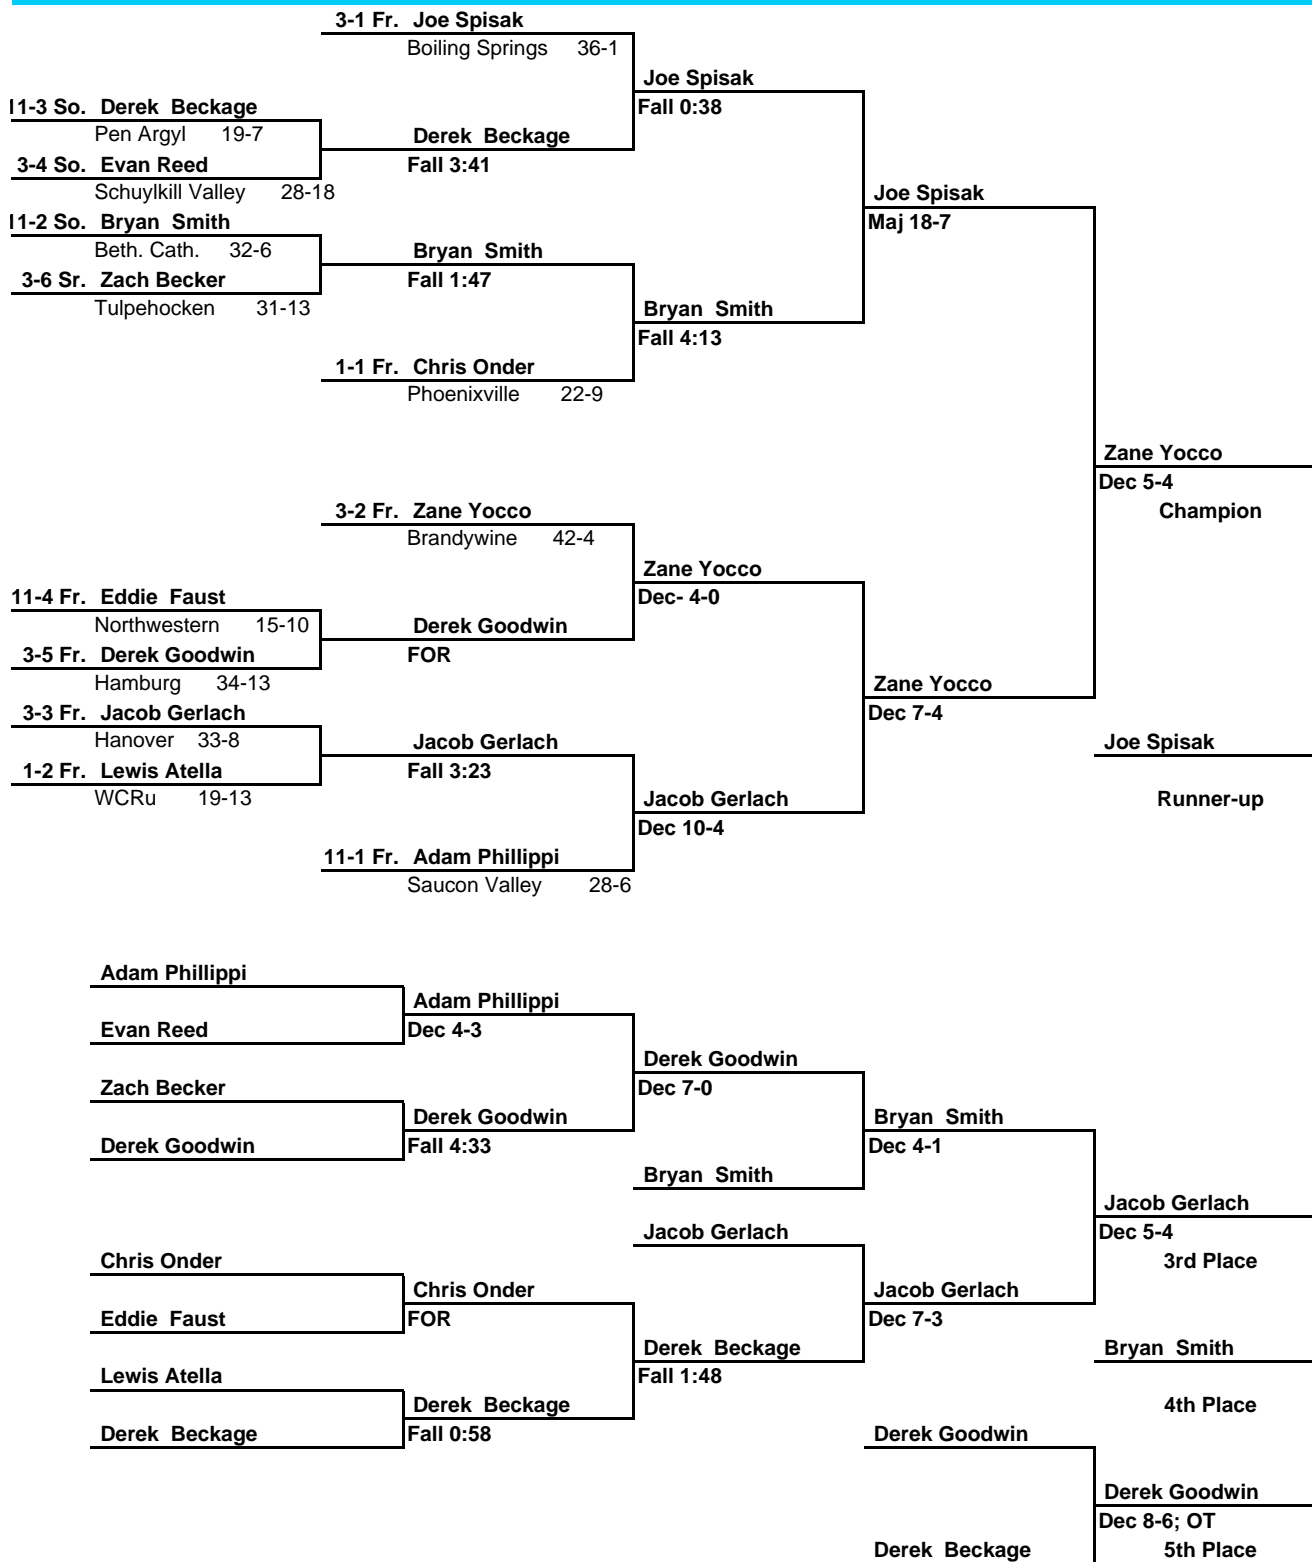 3-1 Fr. Joe Spisak
Boiling Springs 36-1
Joe Spisak
11-3 So. Derek Beckage
Fall 0:38
Pen Argyl 19-7
Derek Beckage
3-4 So. Evan Reed
Fall 3:41
Schuylkill Valley 28-18
Joe Spisak
11-2 So. Bryan Smith
Maj 18-7
Beth. Cath. 32-6
Bryan Smith
3-6 Sr. Zach Becker
Fall 1:47
Tulpehocken 31-13
Bryan Smith
Fall 4:13
1-1 Fr. Chris Onder
Phoenixville 22-9
Zane Yocco
Dec 5-4
3-2 Fr. Zane Yocco
Champion
Brandywine 42-4
Zane Yocco
11-4 Fr. Eddie Faust
Dec- 4-0
Northwestern 15-10
Derek Goodwin
3-5 Fr. Derek Goodwin
FOR
Hamburg 34-13
Zane Yocco
3-3 Fr. Jacob Gerlach
Dec 7-4
Hanover 33-8
Jacob Gerlach
Joe Spisak
1-2 Fr. Lewis Atella
Fall 3:23
WCRu 19-13
Jacob Gerlach
Runner-up
Dec 10-4
11-1 Fr. Adam Phillippi
Saucon Valley 28-6
Adam Phillippi
Adam Phillippi
Evan Reed
Dec 4-3
Derek Goodwin
Zach Becker
Dec 7-0
Derek Goodwin
Bryan Smith
Derek Goodwin
Fall 4:33
Dec 4-1
Bryan Smith
Jacob Gerlach
Jacob Gerlach
Dec 5-4
Chris Onder
3rd Place
Chris Onder
Jacob Gerlach
Eddie Faust
FOR
Dec 7-3
Derek Beckage
Bryan Smith
Lewis Atella
Fall 1:48
Derek Beckage
4th Place
Derek Beckage
Fall 0:58
Derek Goodwin
Derek Goodwin
Dec 8-6; OT
Derek Beckage
5th Place